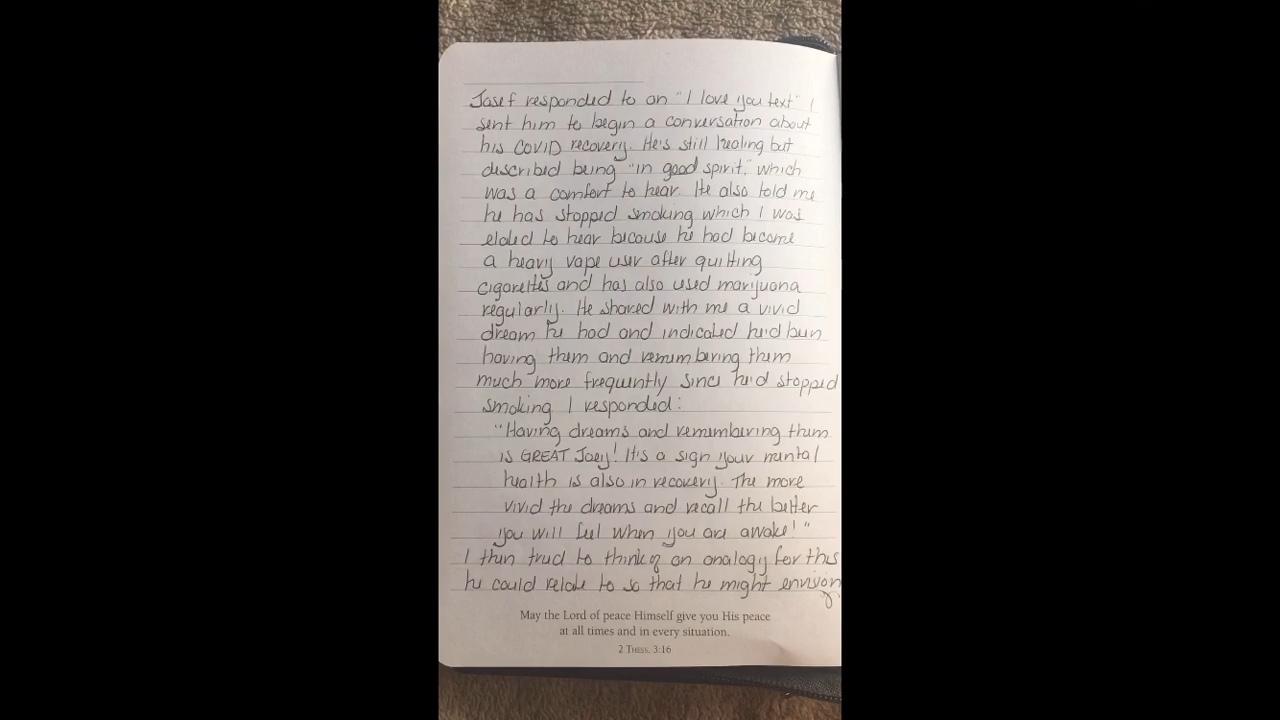 Josef responded to an "I love you text" I
sent him to begin a conversation about
his COVID recovery. He's still healing but
described being "in good spirit," which
was a comfort to hear. He also told me
he has stopped smoking which I was
elated to hear because he had become
a heavy vape user after quitting
cigarettes and has also used marijuana
regularly. He shared with me a vivid
dream he had and indicated he'd been
having them and remembering them
much more frequently since he'd stopped
smoking I responded:
"Having dreams and remembering them
is GREAT Joey! It's a sign your mental
health is also in recovery. The more
vivid the dreams and recall the better
you will feel when you are awake!"
I then tried to think of an analogy for this
he could relate to so that he might envision
May the Lord of peace Himself give you His peace
at all times and in every situation.
2 THESS. 3:16